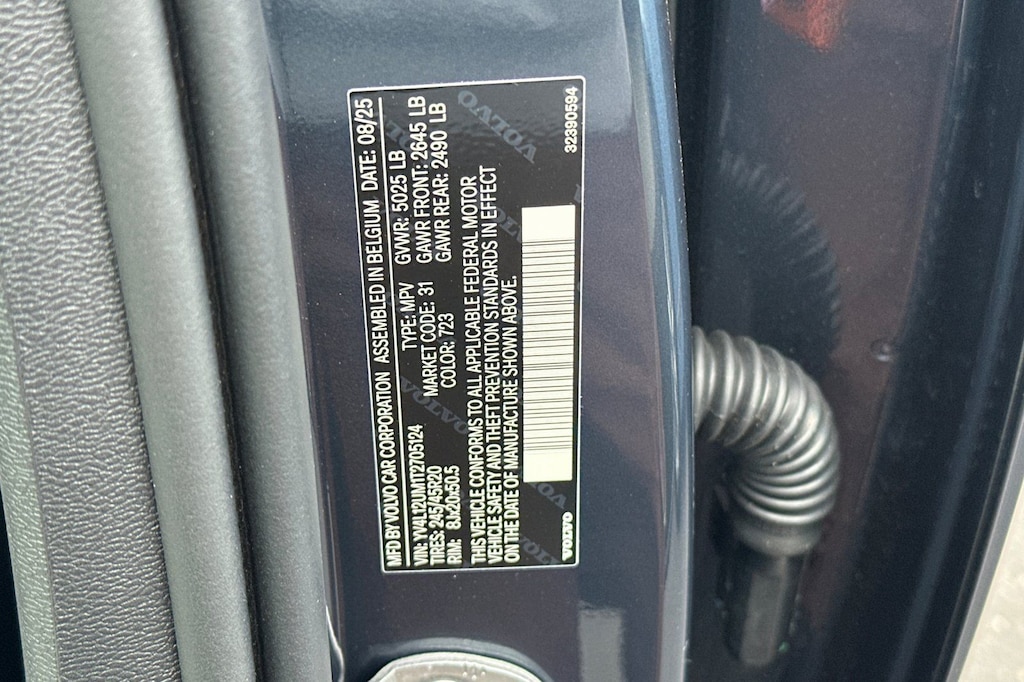 MFD BY VOLVO CAR CORPORATION ASSEMBLED IN BELGIUM DATE: 08/25
VIN: YV4L12UM1T2705124 TYPE: MPV GVWR: 5025 LB
TIRES: 245/45R20 MARKET CODE: 31 GAWR FRONT: 2645 LB
RIM: 8Jx20x50.5 COLOR: 723 GAWR REAR: 2490 LB
THIS VEHICLE CONFORMS TO ALL APPLICABLE FEDERAL MOTOR
VEHICLE SAFETY AND THEFT PREVENTION STANDARDS IN EFFECT
ON THE DATE OF MANUFACTURE SHOWN ABOVE.
VOLVO 32390594